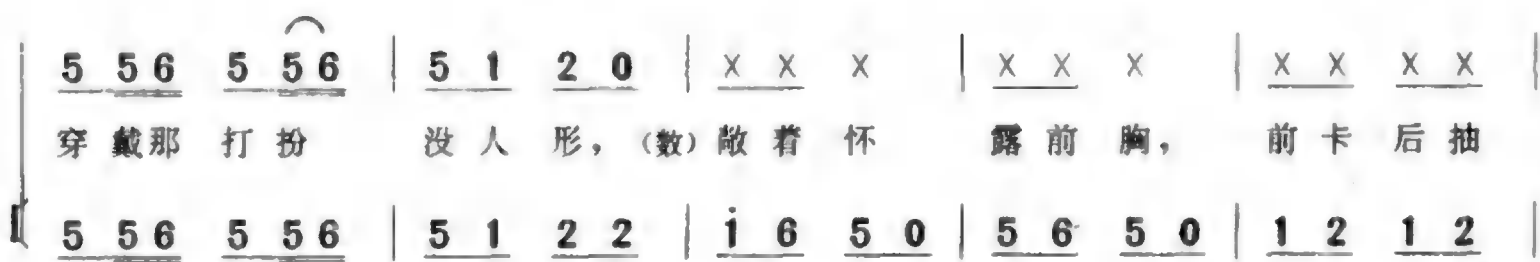 5 56 5 56 | 5 1 2 0 | X X X | X X X | X X X X |
穿戴那打扮 没人形，（数）敞着怀 露前胸， 前卡后抽
5 56 5 56 | 5 1 2 2 | i 6 5 0 | 5 6 5 0 | 1 2 1 2 |